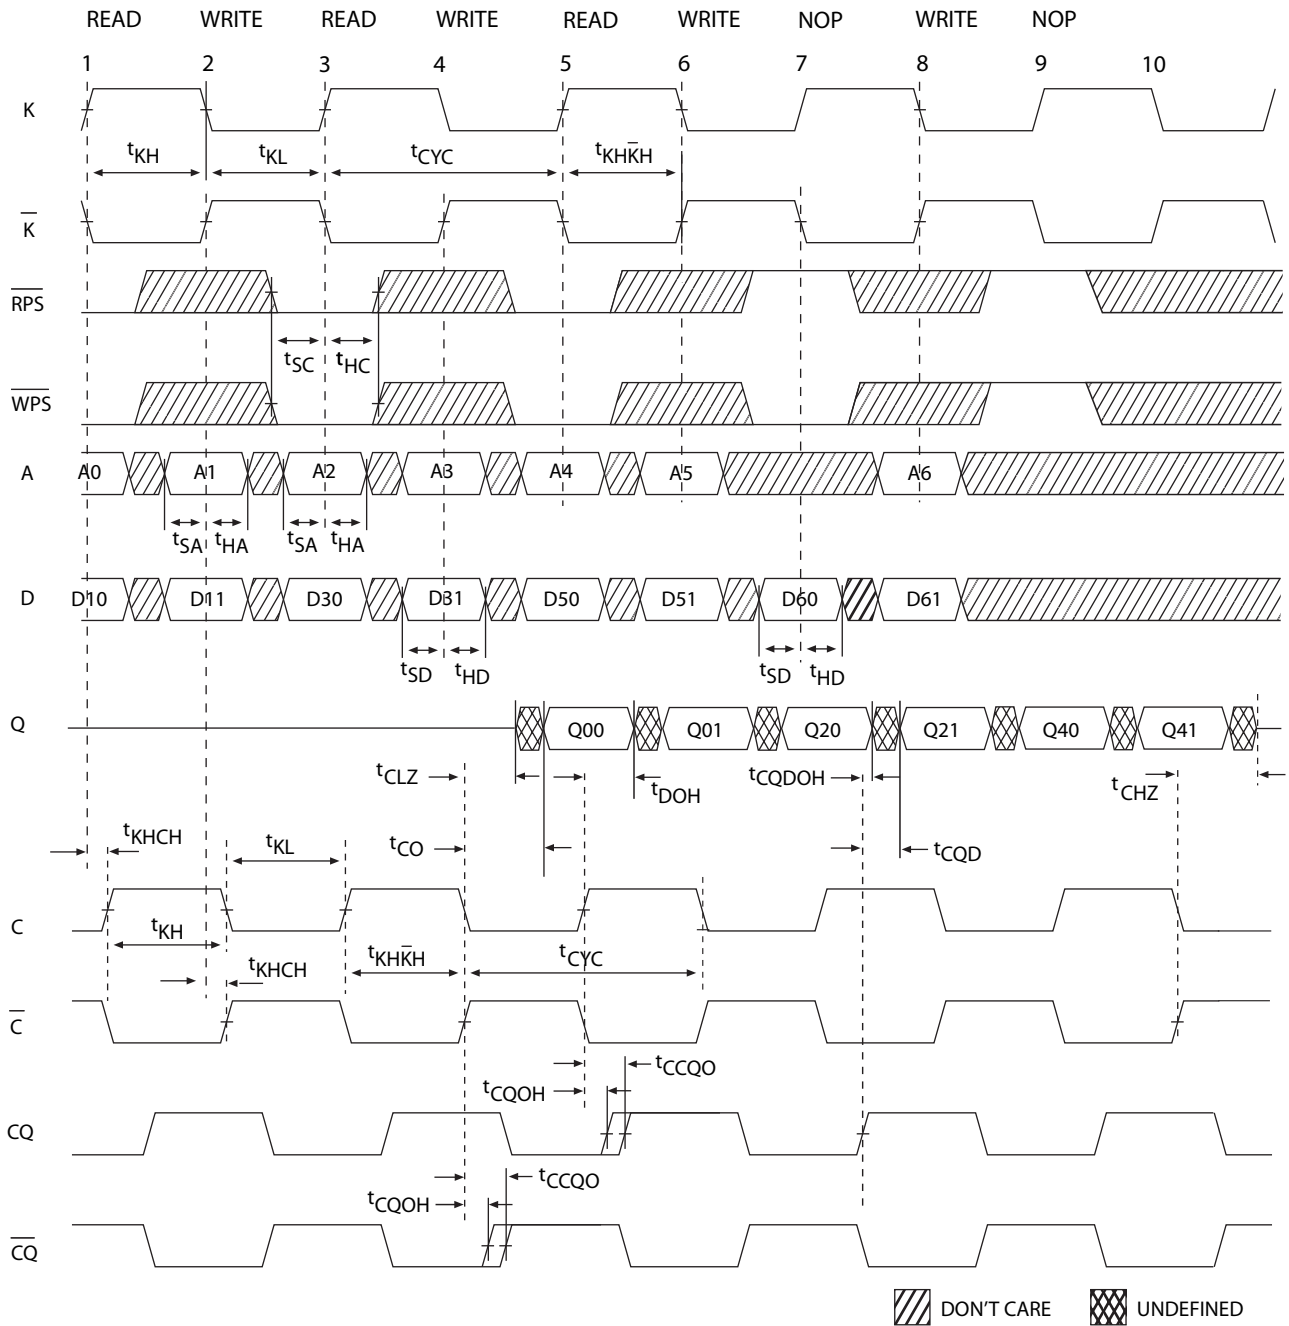 READ WRITE READ WRITE READ WRITE NOP WRITE NOP
1 2 3 4 5 6 7 8 9 10
K
tKH tKL tCYC tKHK̅H
K̅
R̅P̅S̅
tSC tHC
W̅P̅S̅
A A0 A1 A2 A3 A4 A5 A6
tSA tHA tSA tHA
D D10 D11 D30 D31 D50 D51 D60 D61
tSD tHD tSD tHD
Q Q00 Q01 Q20 Q21 Q40 Q41
tCLZ tDOH tCQDOH tCHZ
tKHCH tKL tCO tCQD
C
tKH tKHK̅H tCYC
tKHCH
C̅
tCCQO
tCQOH
CQ
tCCQO
tCQOH
C̅Q̅
DON'T CARE UNDEFINED